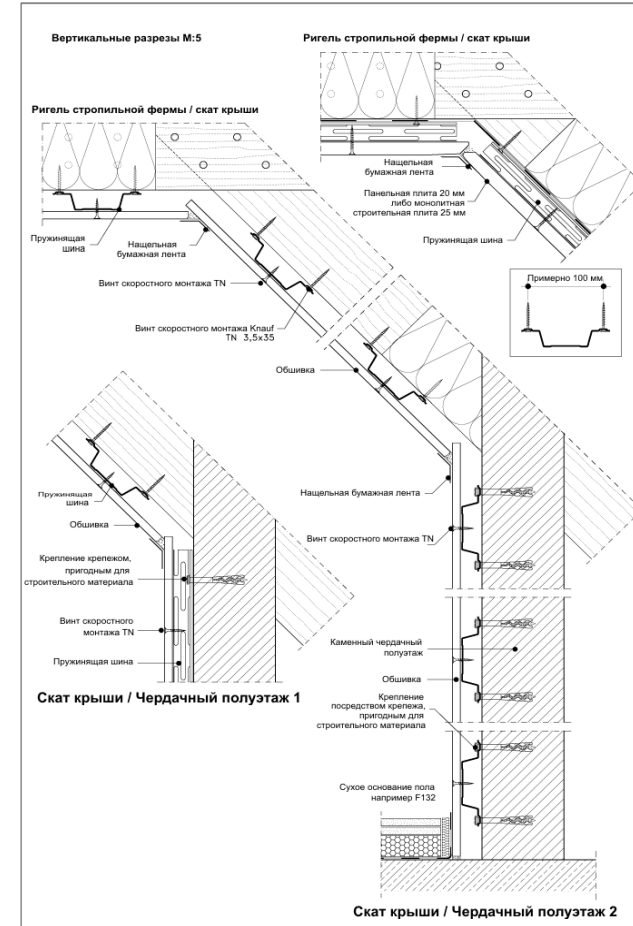 Вертикальные разрезы М:5
Ригель стропильной фермы / скат крыши
Ригель стропильной фермы / скат крыши
Нащельная
бумажная лента
Панельная плита 20 мм
либо монолитная
строительная плита 25 мм
Пружинящая шина
Пружинящая
шина
Нащельная
бумажная лента
Винт скоростного монтажа TN
Примерно 100 мм
Винт скоростного монтажа Knauf
TN 3,5x35
Обшивка
Пружинящая
шина
Обшивка
Нащельная бумажная лента
Винт скоростного монтажа TN
Крепление крепежом,
пригодным для
строительного материала
Винт скоростного
монтажа TN
Пружинящая шина
Скат крыши / Чердачный полуэтаж 1
Каменный чердачный
полуэтаж
Обшивка
Крепление
посредством крепежа,
пригодным для
строительного материала
Сухое основание пола
например F132
Скат крыши / Чердачный полуэтаж 2